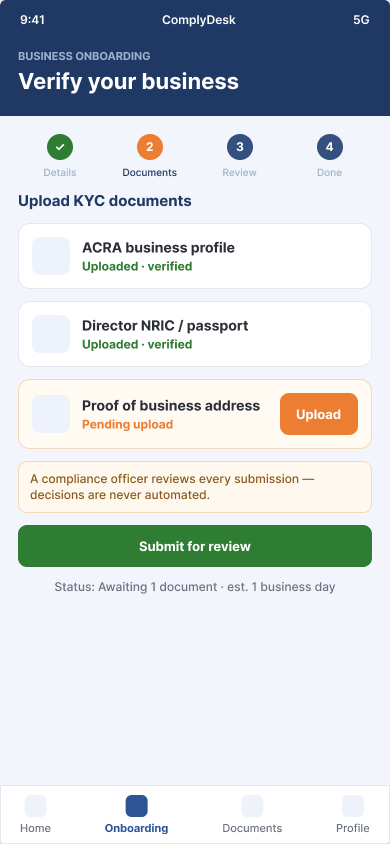 9:41 ComplyDesk 5G
BUSINESS ONBOARDING
Verify your business
✓ 2 3 4
Details Documents Review Done
Upload KYC documents
ACRA business profile
Uploaded · verified
Director NRIC / passport
Uploaded · verified
Proof of business address
Pending upload
Upload
A compliance officer reviews every submission —
decisions are never automated.
Submit for review
Status: Awaiting 1 document · est. 1 business day
Home Onboarding Documents Profile